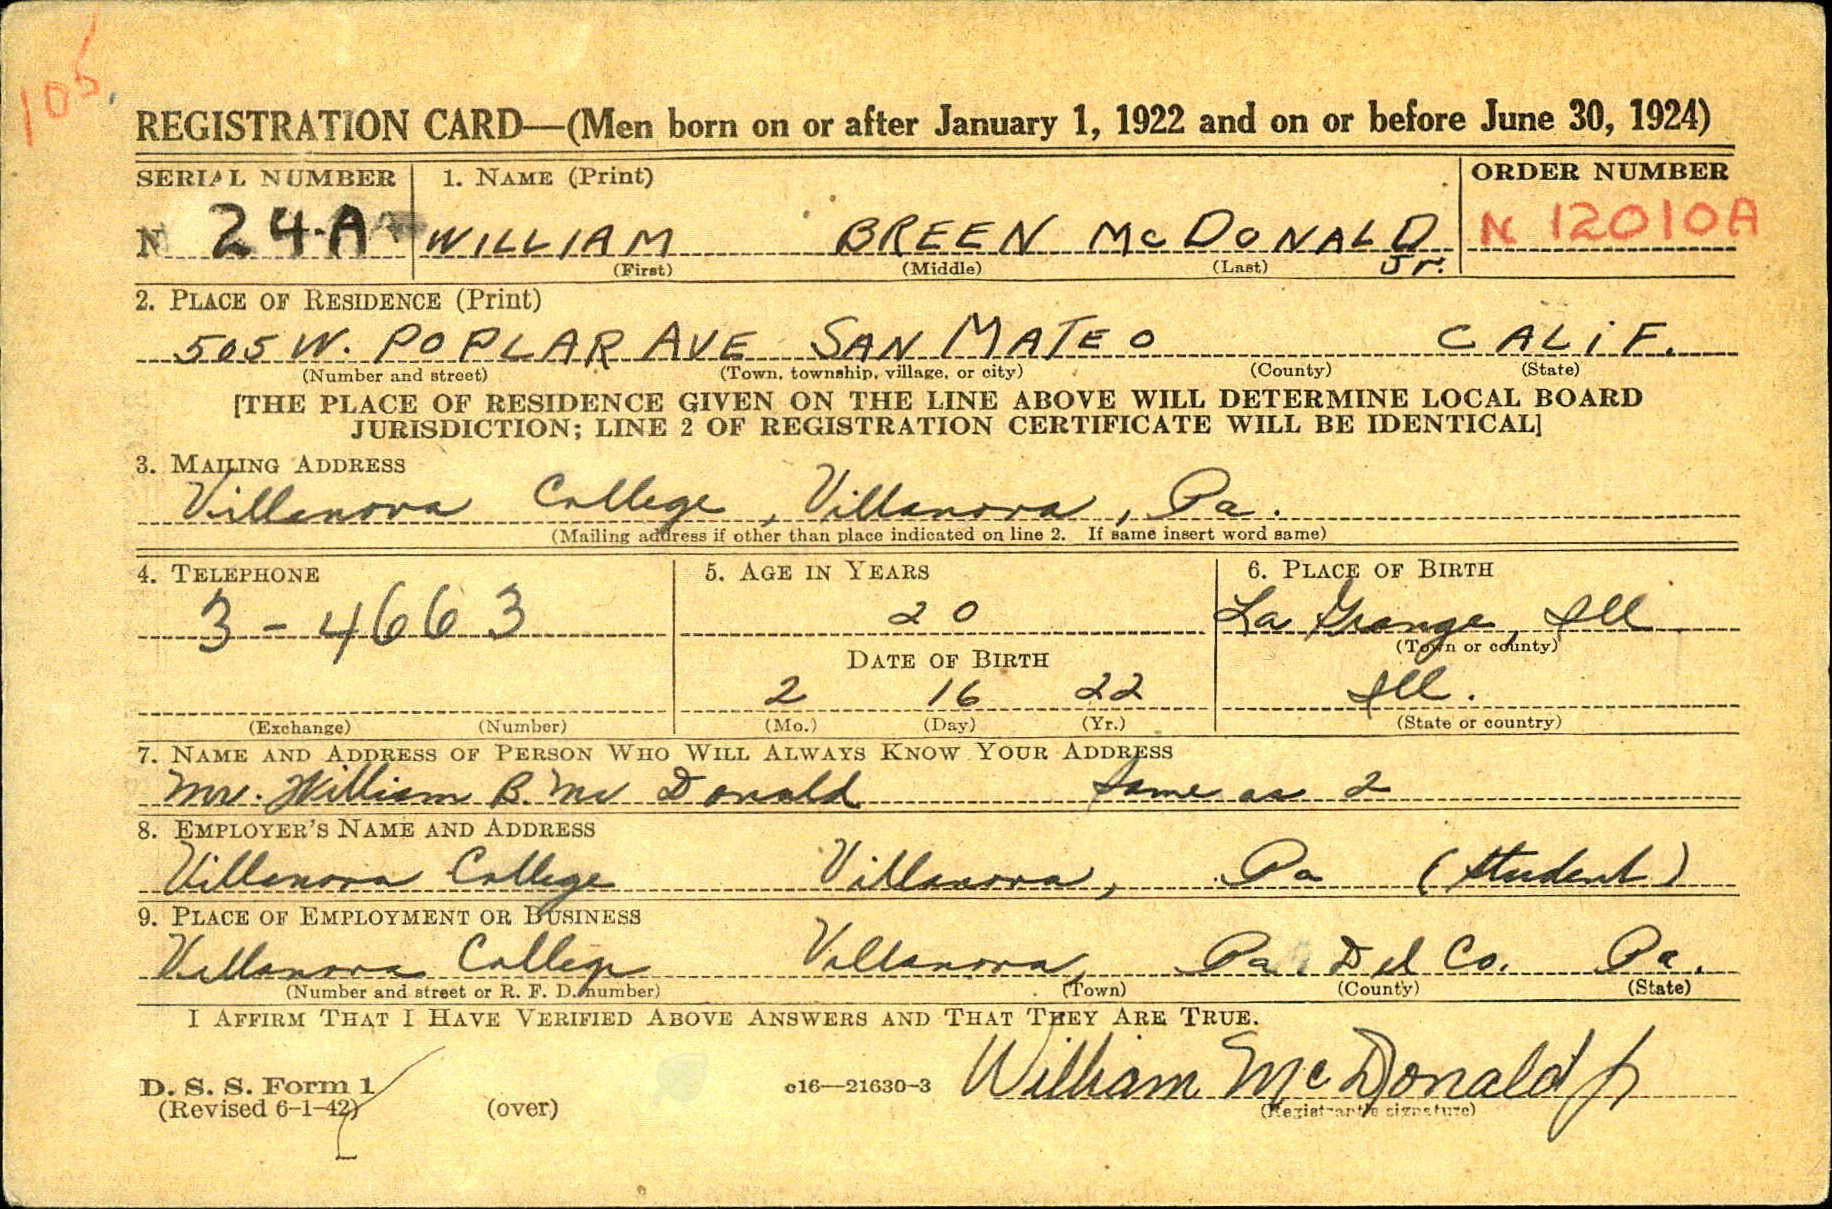 105
REGISTRATION CARD—(Men born on or after January 1, 1922 and on or before June 30, 1924)
SERIAL NUMBER 1. NAME (Print) ORDER NUMBER
N 24-A WILLIAM BREEN McDONALD Jr. N 12010A
(First) (Middle) (Last)
2. PLACE OF RESIDENCE (Print)
505 W. POPLAR AVE SAN MATEO CALIF.
(Number and street) (Town, township, village, or city) (County) (State)
[THE PLACE OF RESIDENCE GIVEN ON THE LINE ABOVE WILL DETERMINE LOCAL BOARD
JURISDICTION; LINE 2 OF REGISTRATION CERTIFICATE WILL BE IDENTICAL]
3. MAILING ADDRESS
Villanova College, Villanova, Pa.
(Mailing address if other than place indicated on line 2. If same insert word same)
4. TELEPHONE 5. AGE IN YEARS 6. PLACE OF BIRTH
3-4663 20 La Grange, Ill
(Town or county)
DATE OF BIRTH
2 16 22 Ill.
(Exchange) (Number) (Mo.) (Day) (Yr.) (State or country)
7. NAME AND ADDRESS OF PERSON WHO WILL ALWAYS KNOW YOUR ADDRESS
Mr. William B. Mc Donald Same as 2
8. EMPLOYER'S NAME AND ADDRESS
Villanova College Villanova, Pa (Student)
9. PLACE OF EMPLOYMENT OR BUSINESS
Villanova College Villanova, Pa. Del Co. Pa.
(Number and street or R. F. D. number) (Town) (County) (State)
I AFFIRM THAT I HAVE VERIFIED ABOVE ANSWERS AND THAT THEY ARE TRUE.
William McDonald Jr
D. S. S. Form 1 c16—21630-3
(Revised 6-1-42) (over) (Registrant's signature)